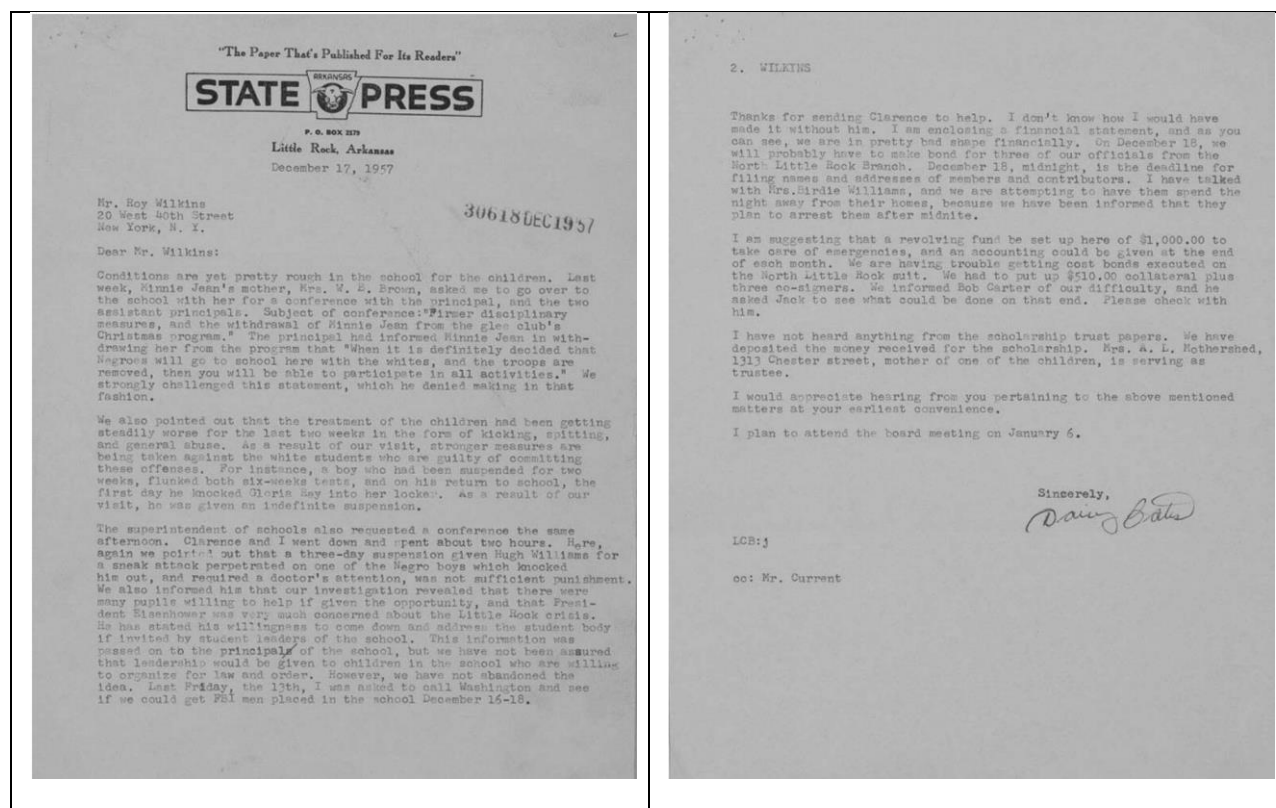 "The Paper That's Published For Its Readers"
ARKANSAS
STATE PRESS
P. O. BOX 2179
Little Rock, Arkansas
December 17, 1957
Mr. Roy Wilkins
20 West 40th Street
New York, N. Y.
30618DEC1957
Dear Mr. Wilkins:
Conditions are yet pretty rough in the school for the children. Last
week, Minnie Jean's mother, Mrs. W. B. Brown, asked me to go over to
the school with her for a conference with the principal, and the two
assistant principals. Subject of conference:"Firmer disciplinary
measures, and the withdrawal of Minnie Jean from the glee club's
Christmas program." The principal had informed Minnie Jean in with-
drawing her from the program that "When it is definitely decided that
Negroes will go to school here with the whites, and the troops are
removed, then you will be able to participate in all activities." We
strongly challenged this statement, which he denied making in that
fashion.
We also pointed out that the treatment of the children had been getting
steadily worse for the last two weeks in the form of kicking, spitting,
and general abuse. As a result of our visit, stronger measures are
being taken against the white students who are guilty of committing
these offenses. For instance, a boy who had been suspended for two
weeks, flunked both six-weeks tests, and on his return to school, the
first day he knocked Gloria Ray into her locker. As a result of our
visit, he was given an indefinite suspension.
The superintendent of schools also requested a conference the same
afternoon. Clarence and I went down and spent about two hours. Here,
again we pointed out that a three-day suspension given Hugh Williams for
a sneak attack perpetrated on one of the Negro boys which knocked
him out, and required a doctor's attention, was not sufficient punishment.
We also informed him that our investigation revealed that there were
many pupils willing to help if given the opportunity, and that Presi-
dent Eisenhower was very much concerned about the Little Rock crisis.
He has stated his willingness to come down and address the student body
if invited by student leaders of the school. This information was
passed on to the principals of the school, but we have not been assured
that leadership would be given to children in the school who are willing
to organize for law and order. However, we have not abandoned the
idea. Last Friday, the 13th, I was asked to call Washington and see
if we could get FBI men placed in the school December 16-18.
2. WILKINS
Thanks for sending Clarence to help. I don't know how I would have
made it without him. I am enclosing a financial statement, and as you
can see, we are in pretty bad shape financially. On December 18, we
will probably have to make bond for three of our officials from the
North Little Rock Branch. December 18, midnight, is the deadline for
filing names and addresses of members and contributors. I have talked
with Mrs.Birdie Williams, and we are attempting to have them spend the
night away from their homes, because we have been informed that they
plan to arrest them after midnite.
I am suggesting that a revolving fund be set up here of $1,000.00 to
take care of emergencies, and an accounting could be given at the end
of each month. We are having trouble getting cost bonds executed on
the North Little Rock suit. We had to put up $510.00 collateral plus
three co-signers. We informed Bob Carter of our difficulty, and he
asked Jack to see what could be done on that end. Please check with
him.
I have not heard anything from the scholarship trust papers. We have
deposited the money received for the scholarship. Mrs. A. L. Mothershed,
1313 Chester street, mother of one of the children, is serving as
trustee.
I would appreciate hearing from you pertaining to the above mentioned
matters at your earliest convenience.
I plan to attend the board meeting on January 6.
Sincerely,
Daisy Bates
LCB:j
cc: Mr. Current